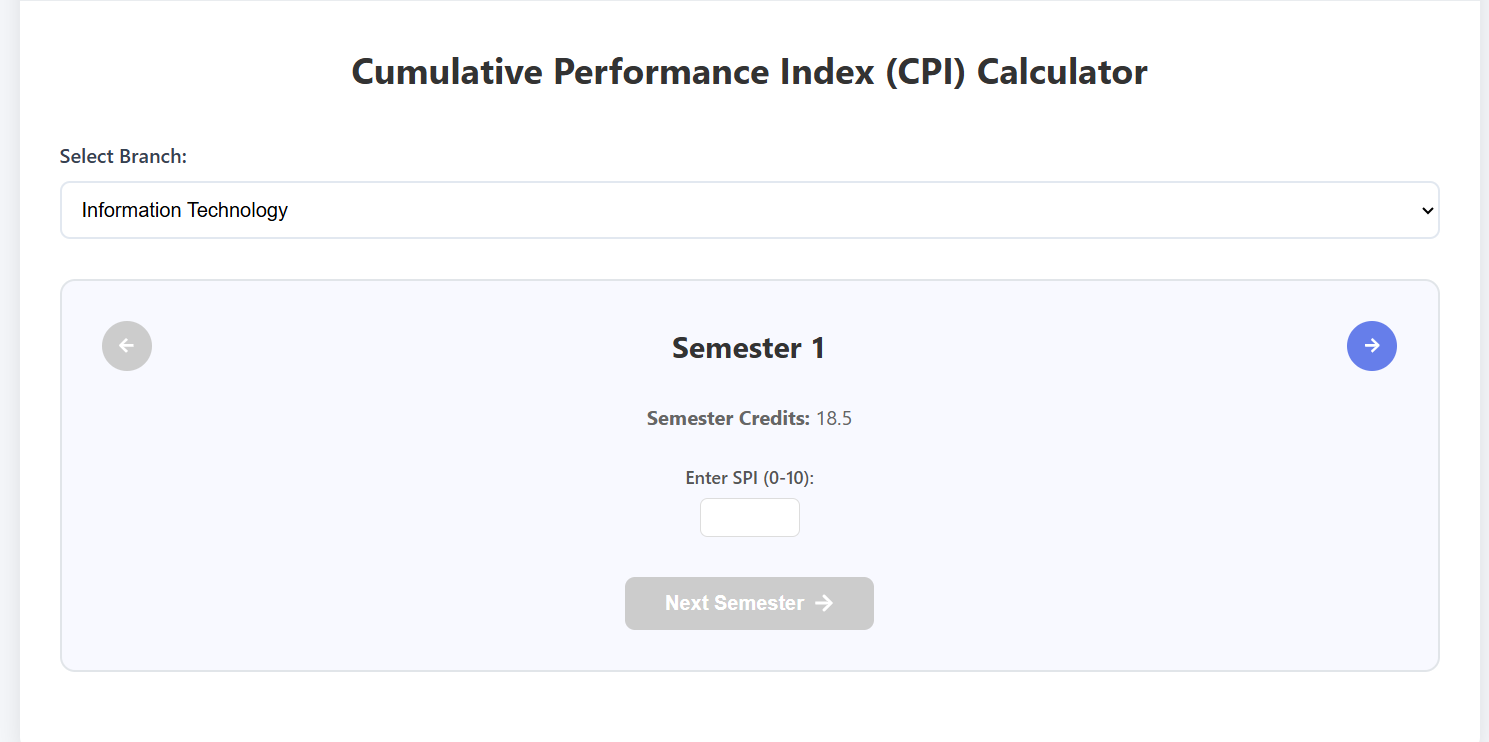 Cumulative Performance Index (CPI) Calculator
Select Branch:
Information Technology
Semester 1
Semester Credits: 18.5
Enter SPI (0-10):
Next Semester